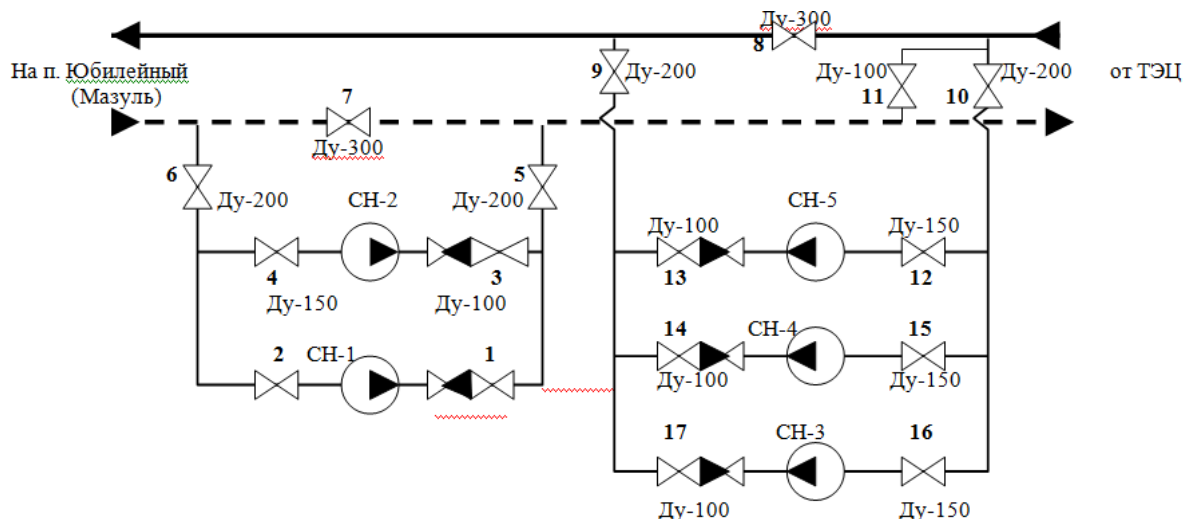 Ду-300
8
На п. Юбилейный
(Мазуль)
9
Ду-200
Ду-100
11
10
Ду-200
от ТЭЦ
7
Ду-300
6
Ду-200
СН-2
5
Ду-200
СН-5
Ду-100
Ду-150
4
3
13
12
Ду-150
Ду-100
2
СН-1
1
14
СН-4
15
Ду-100
Ду-150
17
СН-3
16
Ду-100
Ду-150